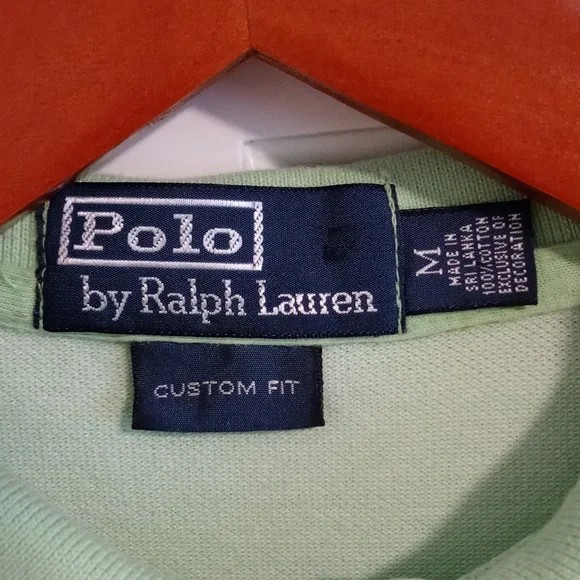 Polo
by Ralph Lauren
M
MADE IN
SRI LANKA
100% COTTON
EXCLUSIVE OF
DECORATION
CUSTOM FIT